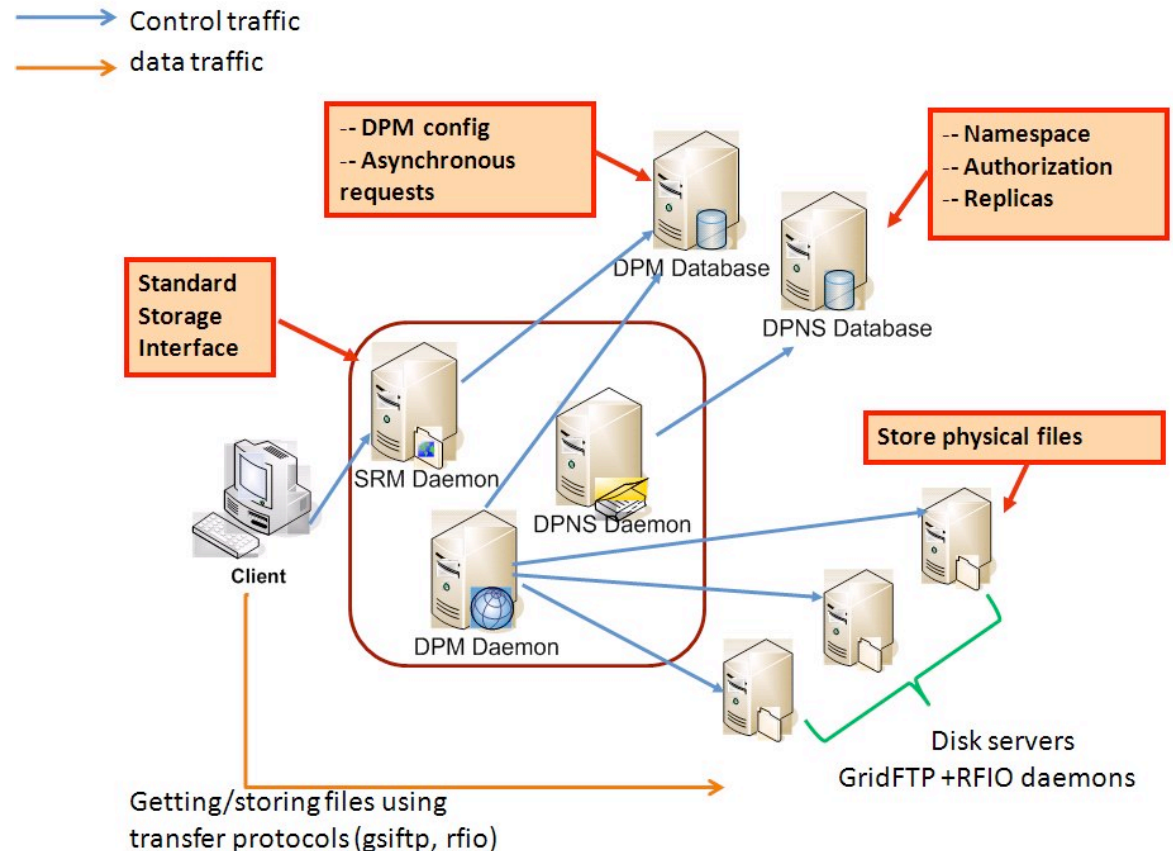 Control traffic
data traffic
-- DPM config
-- Asynchronous
requests
-- Namespace
-- Authorization
-- Replicas
DPM Database
DPNS Database
Standard
Storage
Interface
Store physical files
SRM Daemon
DPNS Daemon
Client
DPM Daemon
Disk servers
GridFTP +RFIO daemons
Getting/storing files using
transfer protocols (gsiftp, rfio)